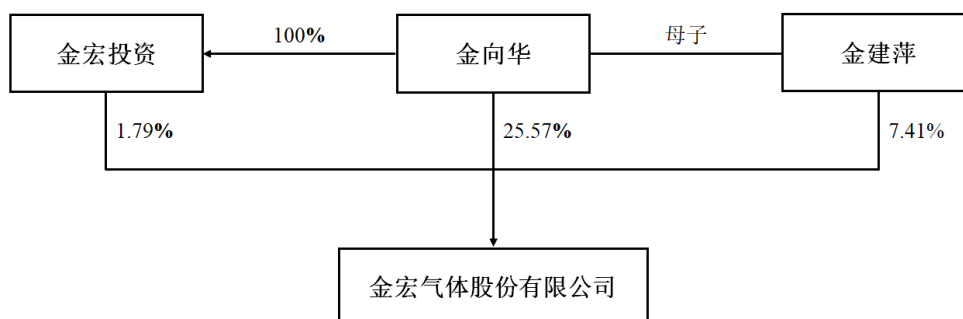 100%
母子
金宏投资
金向华
金建萍
1.79%
25.57%
7.41%
金宏气体股份有限公司